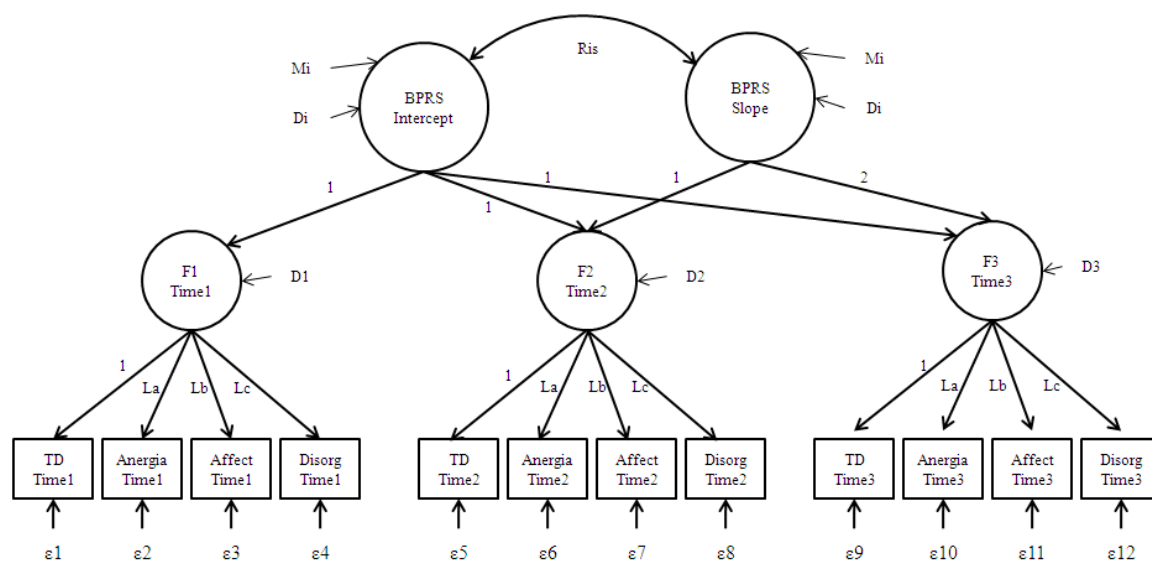 Ris
Mi
Mi
BPRS
Intercept
BPRS
Slope
Di
Di
1
1
1
1
2
F1
Time1
D1
F2
Time2
D2
F3
Time3
D3
1
La
Lb
Lc
1
La
Lb
Lc
1
La
Lb
Lc
TD
Time1
Anergia
Time1
Affect
Time1
Disorg
Time1
TD
Time2
Anergia
Time2
Affect
Time2
Disorg
Time2
TD
Time3
Anergia
Time3
Affect
Time3
Disorg
Time3
ε1
ε2
ε3
ε4
ε5
ε6
ε7
ε8
ε9
ε10
ε11
ε12